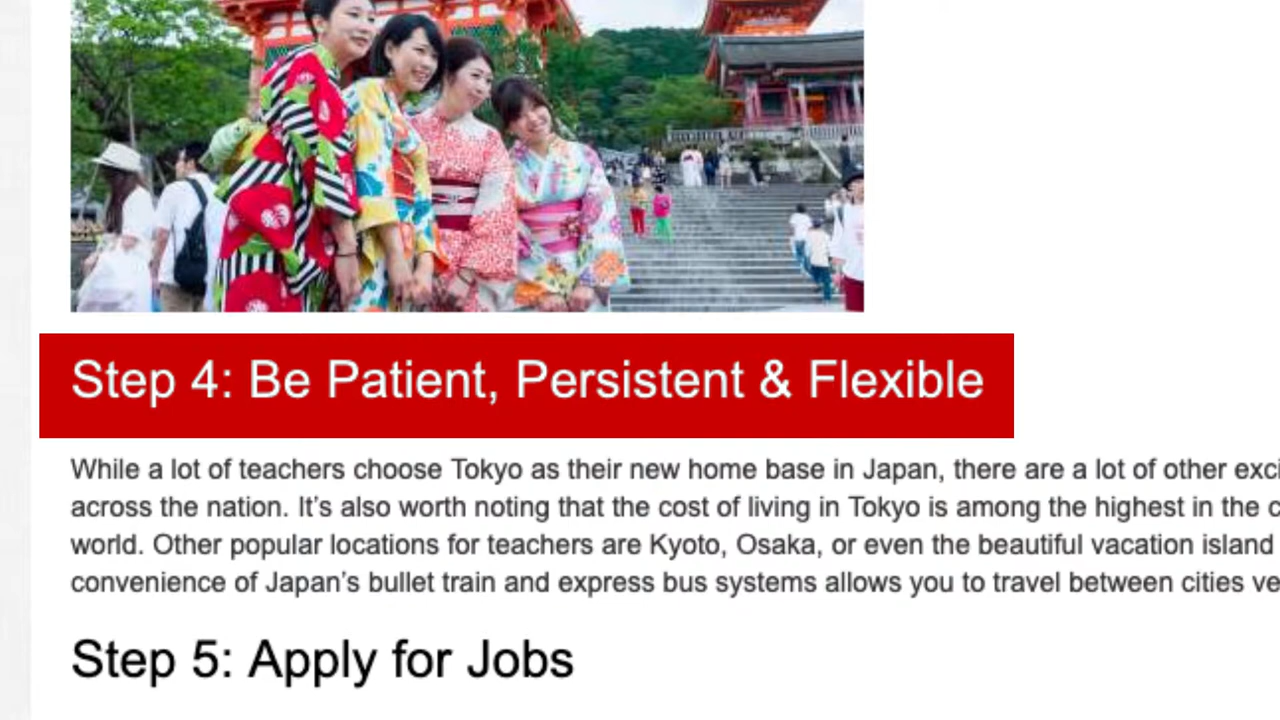 Step 4: Be Patient, Persistent & Flexible
While a lot of teachers choose Tokyo as their new home base in Japan, there are a lot of other
across the nation. It’s also worth noting that the cost of living in Tokyo is among the highest in the
world. Other popular locations for teachers are Kyoto, Osaka, or even the beautiful vacation island
convenience of Japan’s bullet train and express bus systems allows you to travel between cities
Step 5: Apply for Jobs